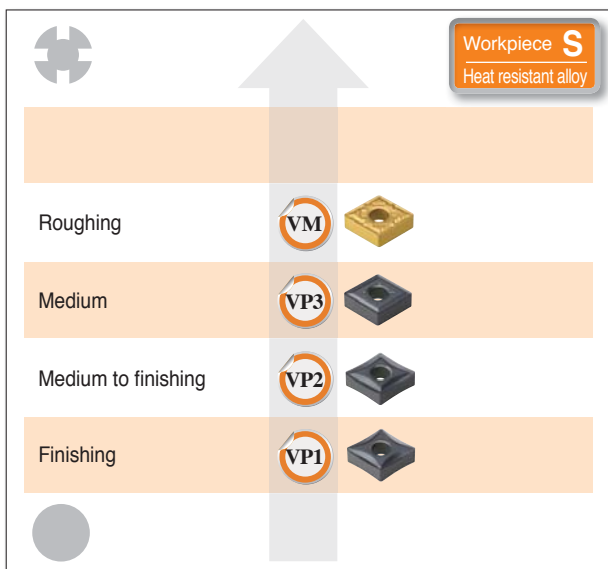 Workpiece S
Heat resistant alloy
Roughing VM
Medium VP3
Medium to finishing VP2
Finishing VP1